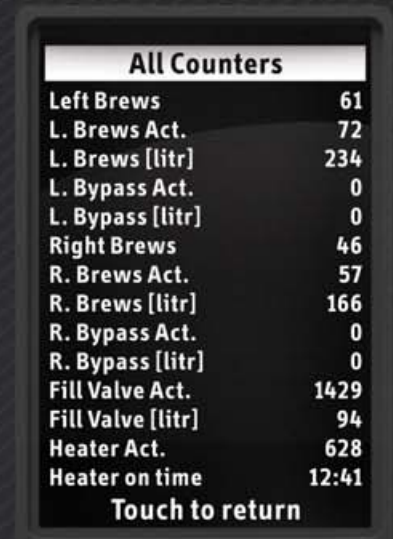 All Counters
Left Brews 61
L. Brews Act. 72
L. Brews [litr] 234
L. Bypass Act. 0
L. Bypass [litr] 0
Right Brews 46
R. Brews Act. 57
R. Brews [litr] 166
R. Bypass Act. 0
R. Bypass [litr] 0
Fill Valve Act. 1429
Fill Valve [litr] 94
Heater Act. 628
Heater on time 12:41
Touch to return